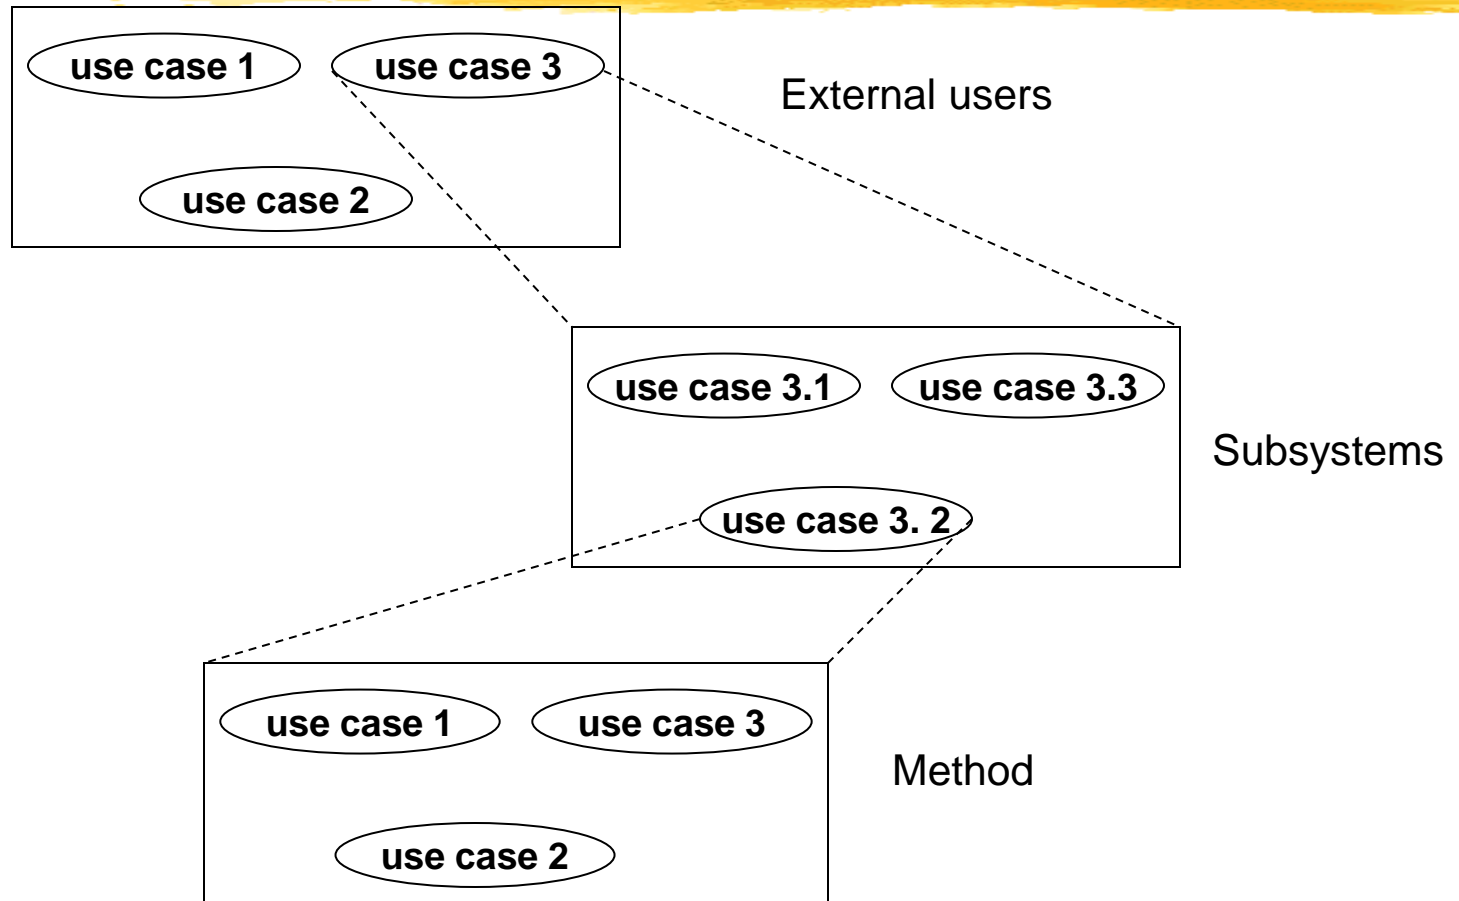 use case 1
use case 3
External users
use case 2
use case 3.1
use case 3.3
Subsystems
use case 3. 2
use case 1
use case 3
Method
use case 2